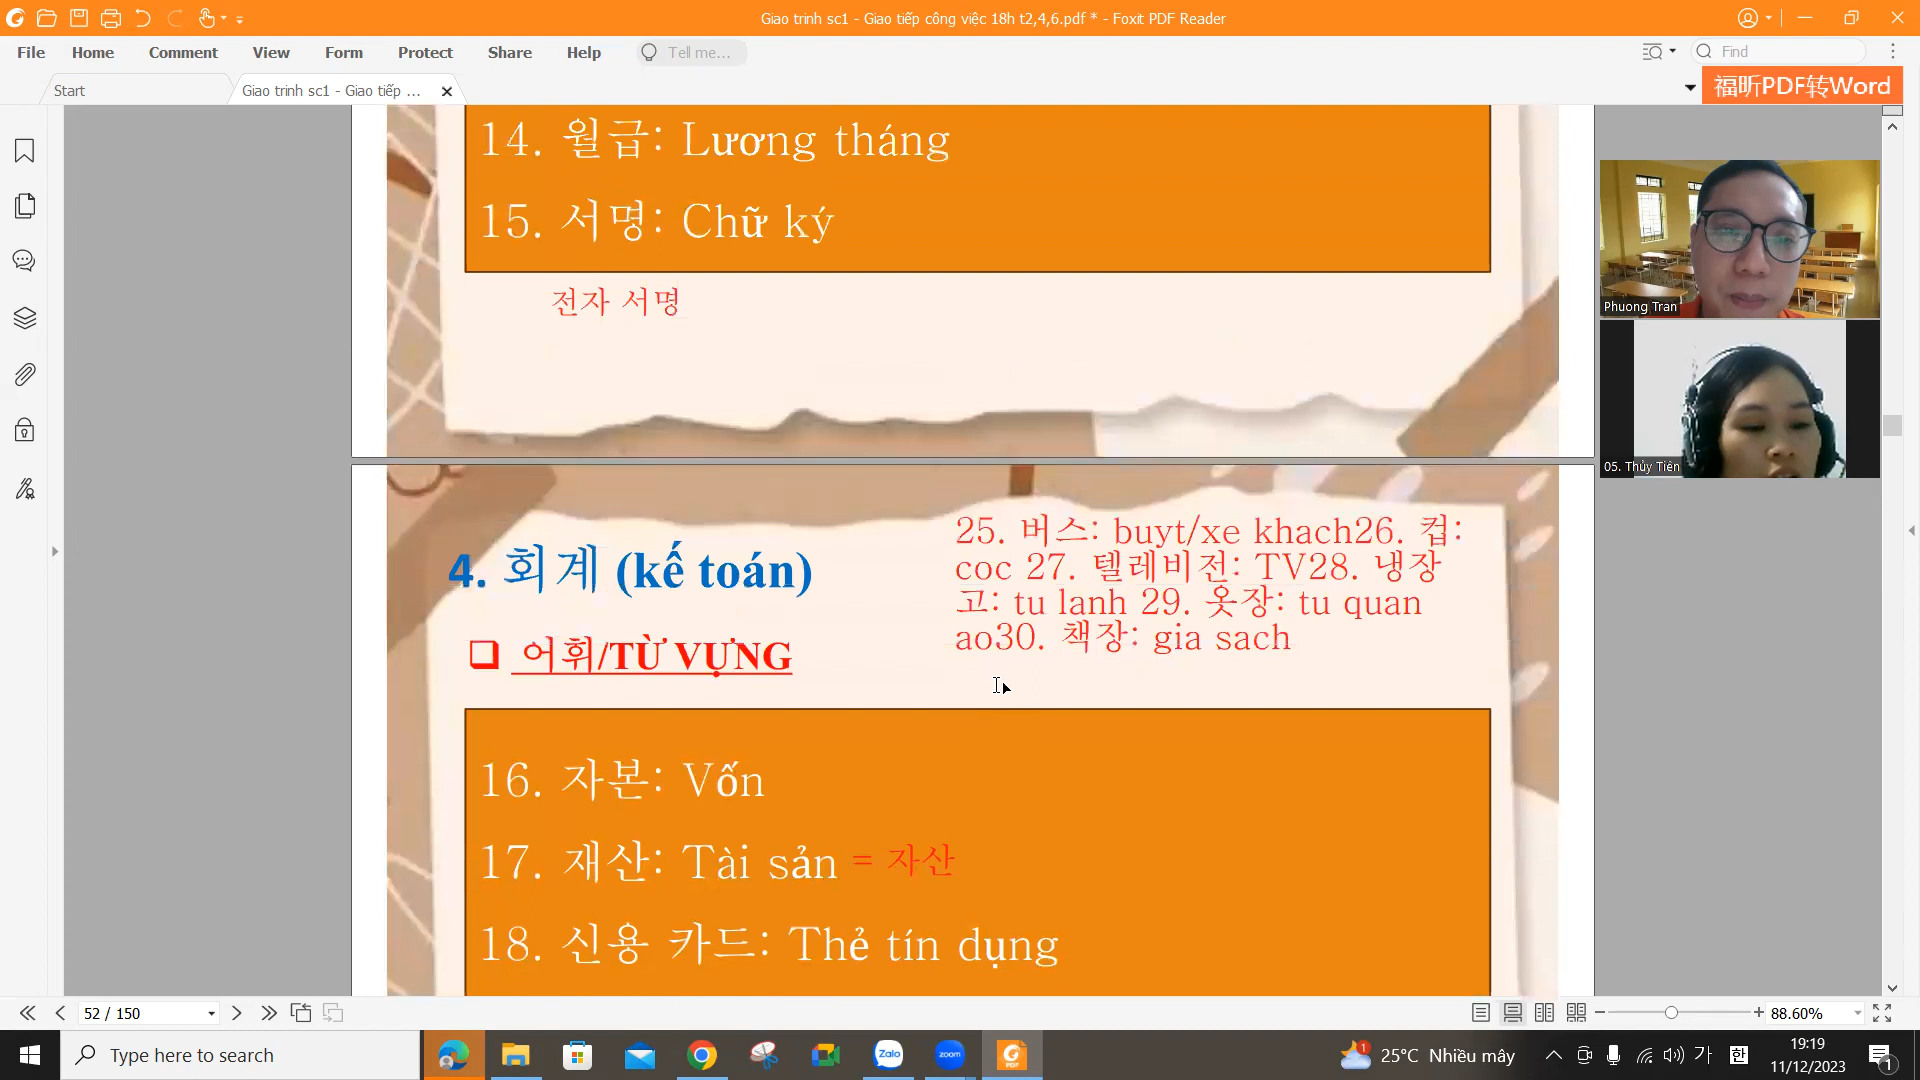 Giao trinh sc1 - Giao tiếp công việc 18h t2,4,6.pdf * - Foxit PDF Reader
File Home Comment View Form Protect Share Help Tell me... Find
Start Giao trinh sc1 - Giao tiếp ... 福昕PDF转Word
14. 월급: Lương tháng
15. 서명: Chữ ký
전자 서명
Phuong Tran
05. Thủy Tiên
4. 회계 (kế toán)
어휘/TỪ VỰNG
25. 버스: buyt/xe khach26. 컵:
coc 27. 텔레비전: TV28. 냉장
고: tu lanh 29. 옷장: tu quan
ao30. 책장: gia sach
16. 자본: Vốn
17. 재산: Tài sản = 자산
18. 신용 카드: Thẻ tín dụng
52 / 150 88.60%
Type here to search Zalo zoom PDF 1 25°C Nhiều mây 가 한 19:19
11/12/2023 1